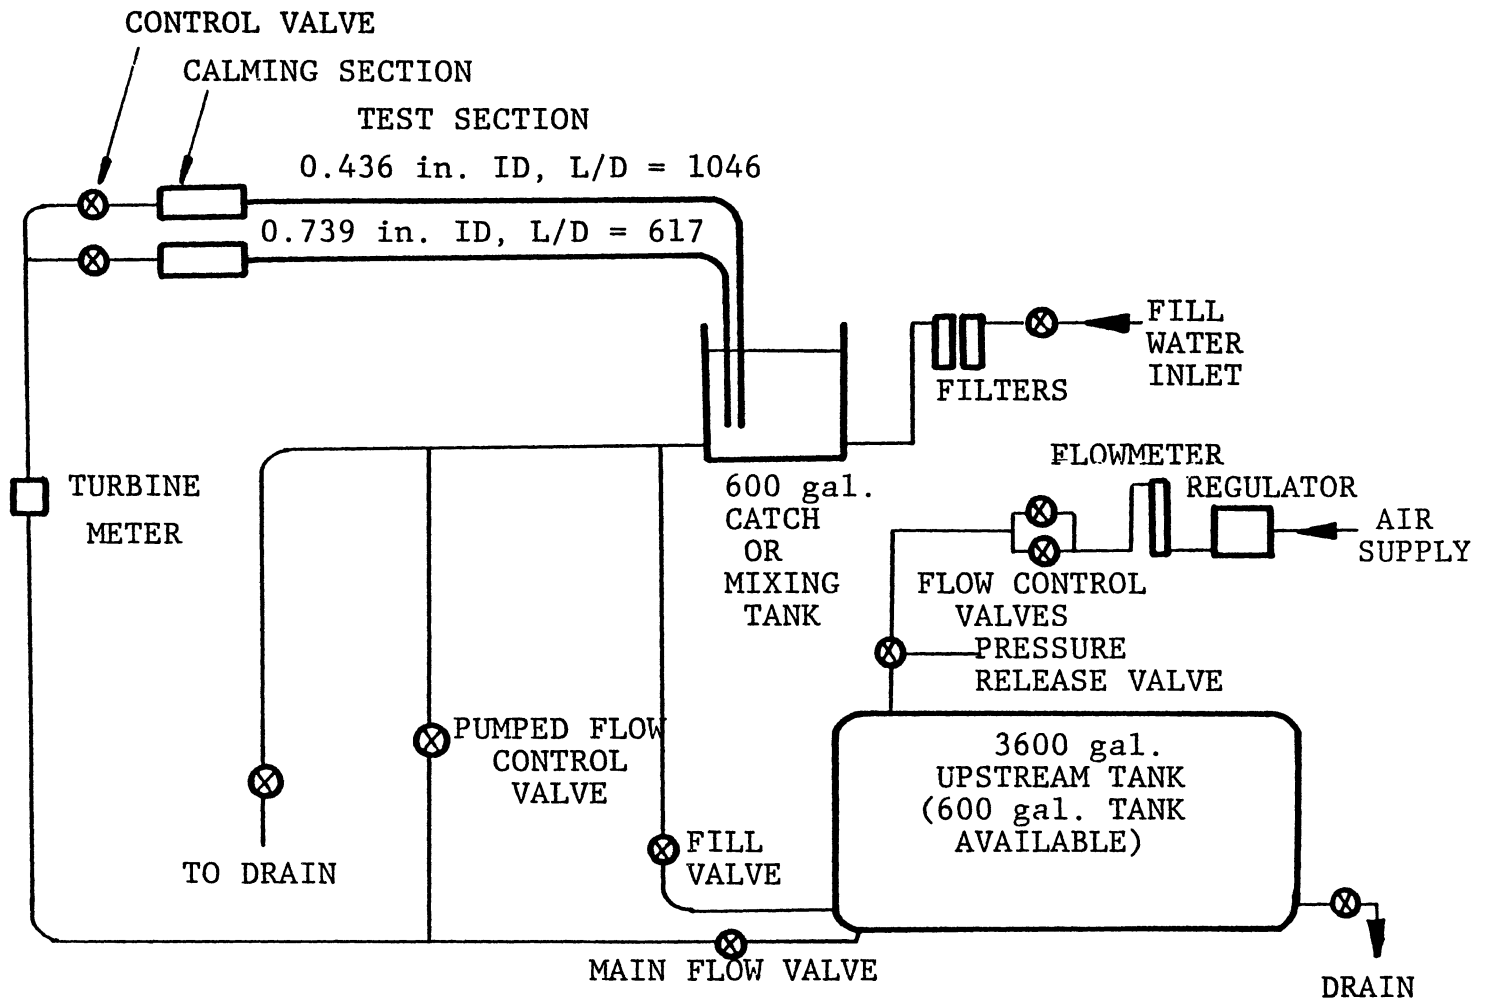 CONTROL VALVE
CALMING SECTION
TEST SECTION
0.436 in. ID, L/D = 1046
0.739 in. ID, L/D = 617
FILL
WATER
INLET
FILTERS
TURBINE
METER
600 gal.
CATCH
OR
MIXING
TANK
FLOWMETER
REGULATOR
AIR
SUPPLY
FLOW CONTROL
VALVES
PRESSURE
RELEASE VALVE
PUMPED FLOW
CONTROL
VALVE
3600 gal.
UPSTREAM TANK
(600 gal. TANK
AVAILABLE)
TO DRAIN
FILL
VALVE
MAIN FLOW VALVE
DRAIN